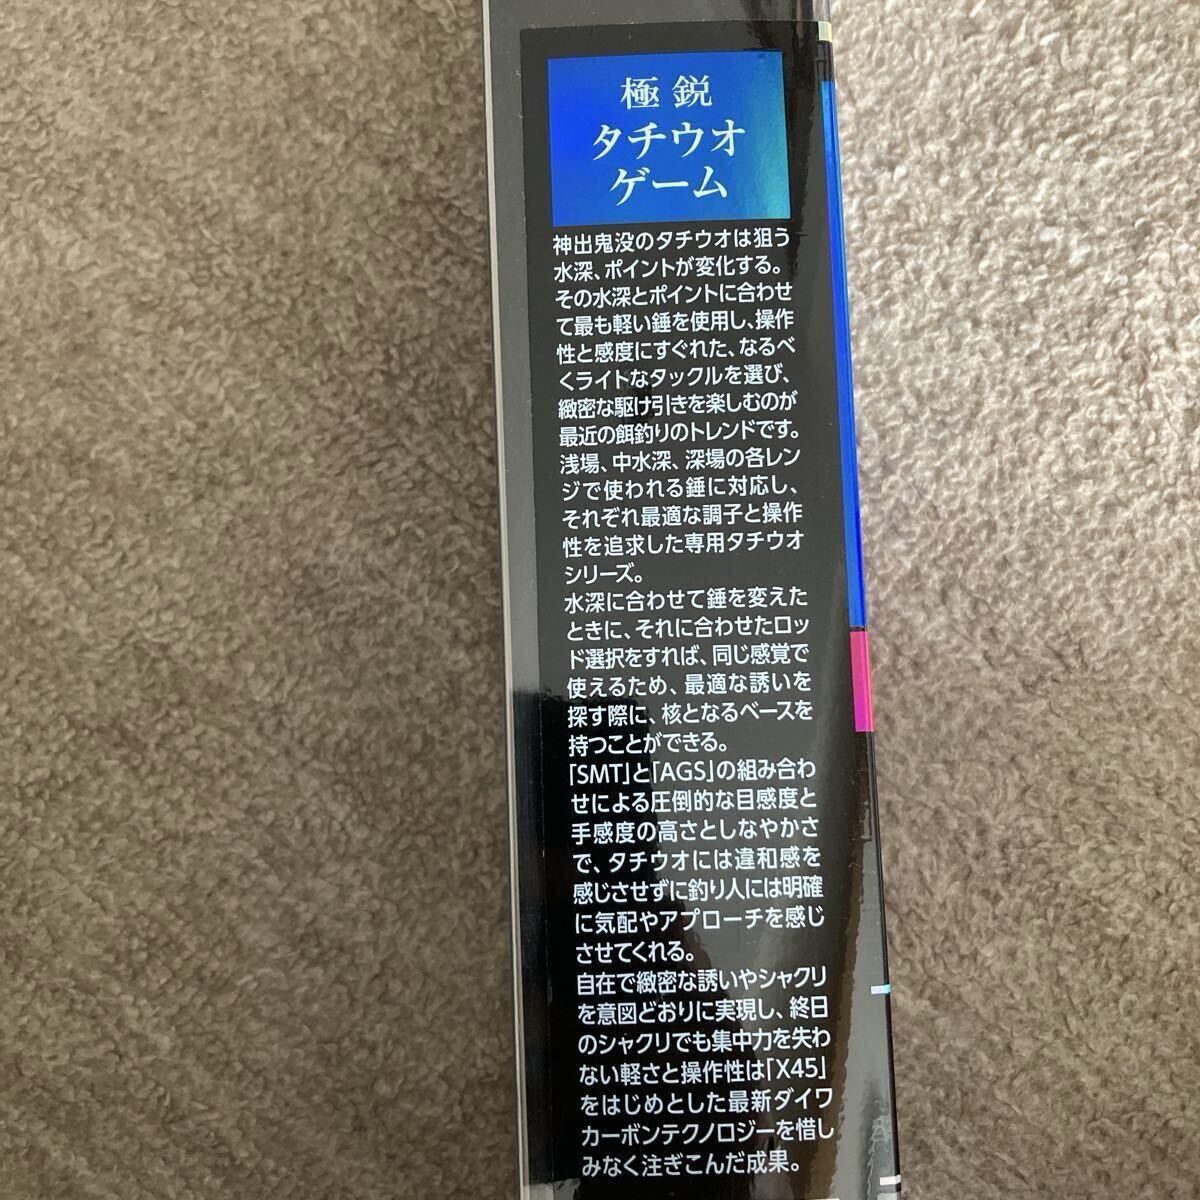 極鋭
タチウオ
ゲーム
神出鬼没のタチウオは狙う
水深、ポイントが変化する。
その水深とポイントに合わせ
て最も軽い錘を使用し、操作
性と感度にすぐれた、なるべ
くライトなタックルを選び、
緻密な駆け引きを楽しむのが
最近の餌釣りのトレンドです。
浅場、中水深、深場の各レン
ジで使われる錘に対応し、
それぞれ最適な調子と操作
性を追求した専用タチウオ
シリーズ。
水深に合わせて錘を変えた
ときに、それに合わせたロッ
ド選択をすれば、同じ感覚で
使えるため、最適な誘いを
探す際に、核となるベースを
持つことができる。
「SMT」と「AGS」の組み合わ
せによる圧倒的な目感度と
手感度の高さとしなやかさ
で、タチウオには違和感を
感じさせずに釣り人には明確
に気配やアプローチを感じ
させてくれる。
自在で緻密な誘いやシャクリ
を意図どおりに実現し、終日
のシャクリでも集中力を失わ
ない軽さと操作性は「X45」
をはじめとした最新ダイワ
カーボンテクノロジーを惜し
みなく注ぎこんだ成果。